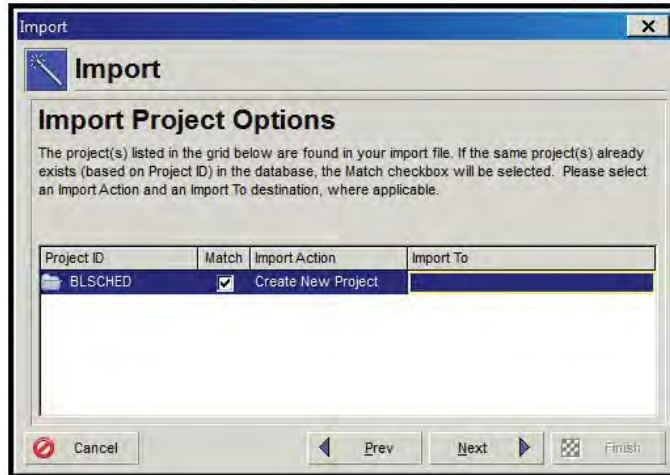 Import
Import
Import Project Options
The project(s) listed in the grid below are found in your import file. If the same project(s) already
exists (based on Project ID) in the database, the Match checkbox will be selected. Please select
an Import Action and an Import To destination, where applicable.
Project ID Match Import Action Import To
BLSCHED Create New Project
Cancel Prev Next Finish